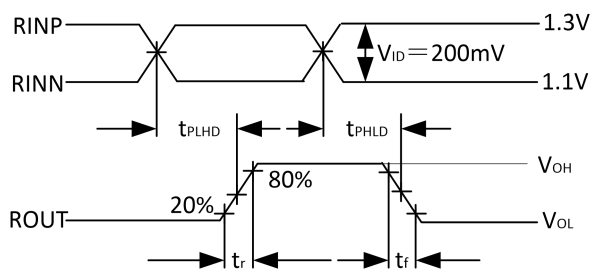 RINP
1.3V
VID=200mV
RINN
1.1V
tPLHD
tPHLD
80%
VOH
20%
ROUT
VOL
tr
tf